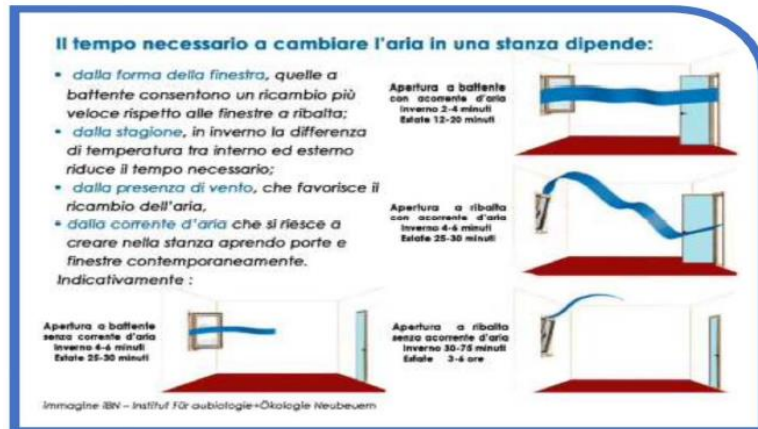 Il tempo necessario a cambiare l'aria in una stanza dipende:
• dalla forma della finestra, quelle a
battente consentono un ricambio più
veloce rispetto alle finestre a ribalta;
• dalla stagione, in inverno la differenza
di temperatura tra interno ed esterno
riduce il tempo necessario;
• dalla presenza di vento, che favorisce il
ricambio dell'aria,
• dalla corrente d'aria che si riesce a
creare nella stanza aprendo porte e
finestre contemporaneamente.
Indicativamente :
Apertura a battente
con acorrente d'aria
Inverno 2-4 minuti
Estate 12-20 minuti
Apertura a ribalta
con acorrente d'aria
Inverno 4-6 minuti
Estate 25-30 minuti
Apertura a battente
senza corrente d'aria
Inverno 4-6 minuti
Estate 25-30 minuti
Apertura a ribalta
senza acorrente d'aria
Inverno 30-75 minuti
Estate 3-6 ore
immagine IBN – Institut Für aubiologie+Ökologie Neubeuern